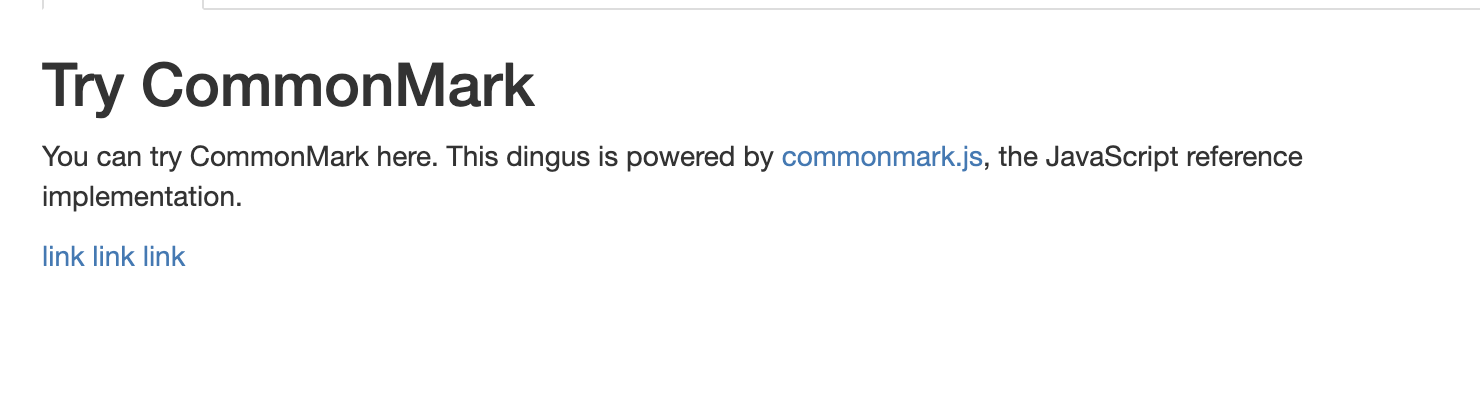 Try CommonMark
You can try CommonMark here. This dingus is powered by commonmark.js, the JavaScript reference
implementation.
link link link